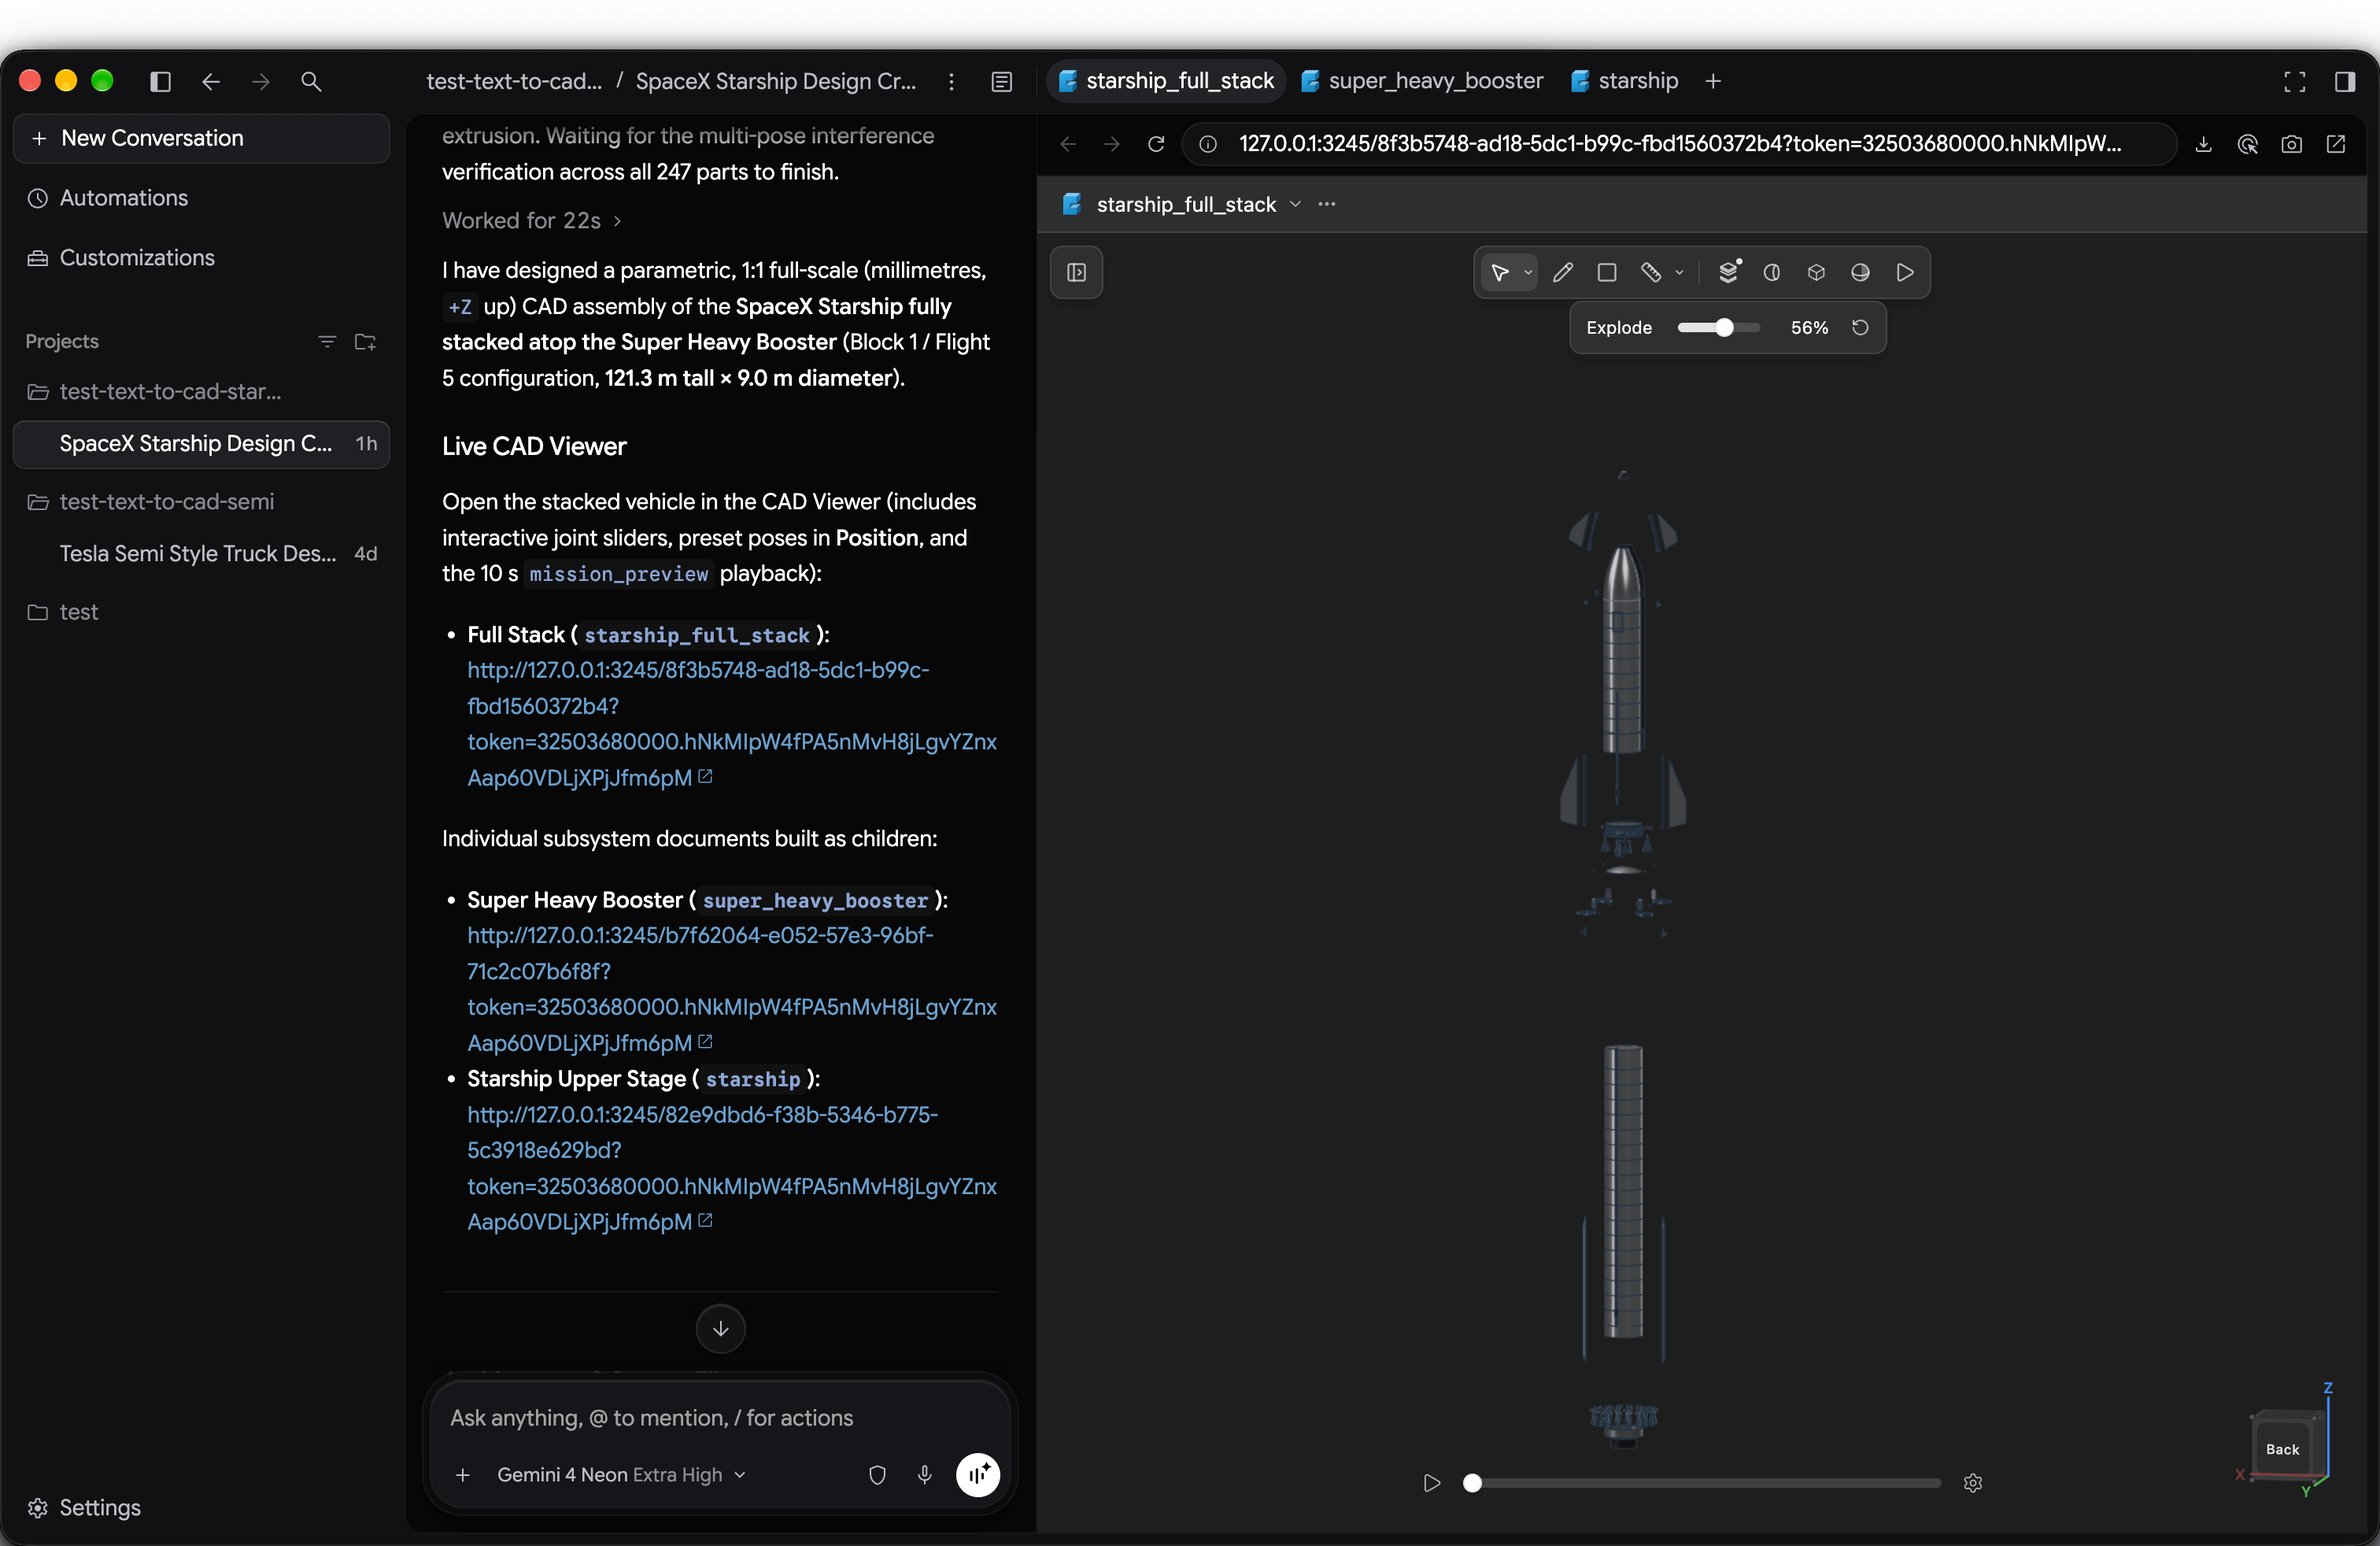 test-text-to-cad... / SpaceX Starship Design Cr...
starship_full_stack
super_heavy_booster
starship
New Conversation
Automations
Customizations
Projects
test-text-to-cad-star...
SpaceX Starship Design C... 1h
test-text-to-cad-semi
Tesla Semi Style Truck Des... 4d
test
Settings
extrusion. Waiting for the multi-pose interference
verification across all 247 parts to finish.
Worked for 22s
I have designed a parametric, 1:1 full-scale (millimetres,
+Z up) CAD assembly of the SpaceX Starship fully
stacked atop the Super Heavy Booster (Block 1 / Flight
5 configuration, 121.3 m tall × 9.0 m diameter).
Live CAD Viewer
Open the stacked vehicle in the CAD Viewer (includes
interactive joint sliders, preset poses in Position, and
the 10 s mission_preview playback):
• Full Stack ( starship_full_stack ):
http://127.0.0.1:3245/8f3b5748-ad18-5dc1-b99c-
fbd1560372b4?
token=32503680000.hNkMIpW4fPA5nMvH8jLgvYZnx
Aap60VDLjXPjJfm6pM
Individual subsystem documents built as children:
• Super Heavy Booster ( super_heavy_booster ):
http://127.0.0.1:3245/b7f62064-e052-57e3-96bf-
71c2c07b6f8f?
token=32503680000.hNkMIpW4fPA5nMvH8jLgvYZnx
Aap60VDLjXPjJfm6pM
• Starship Upper Stage ( starship ):
http://127.0.0.1:3245/82e9dbd6-f38b-5346-b775-
5c3918e629bd?
token=32503680000.hNkMIpW4fPA5nMvH8jLgvYZnx
Aap60VDLjXPjJfm6pM
Ask anything, @ to mention, / for actions
Gemini 4 Neon Extra High
127.0.0.1:3245/8f3b5748-ad18-5dc1-b99c-fbd1560372b4?token=32503680000.hNkMIpW...
starship_full_stack
Explode 56%
Z
Back
X
Y